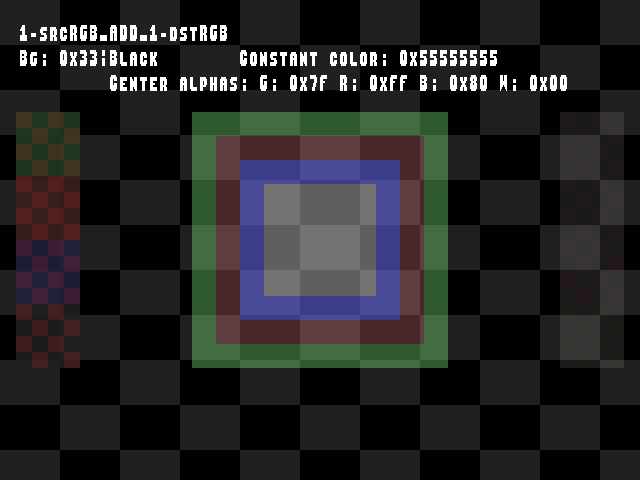 1-srcRGB_ADD_1-dstRGB
Bg: 0x33¦Black Constant color: 0x55555555
Center alphas: G: 0x7f R: 0xff B: 0x80 W: 0x00